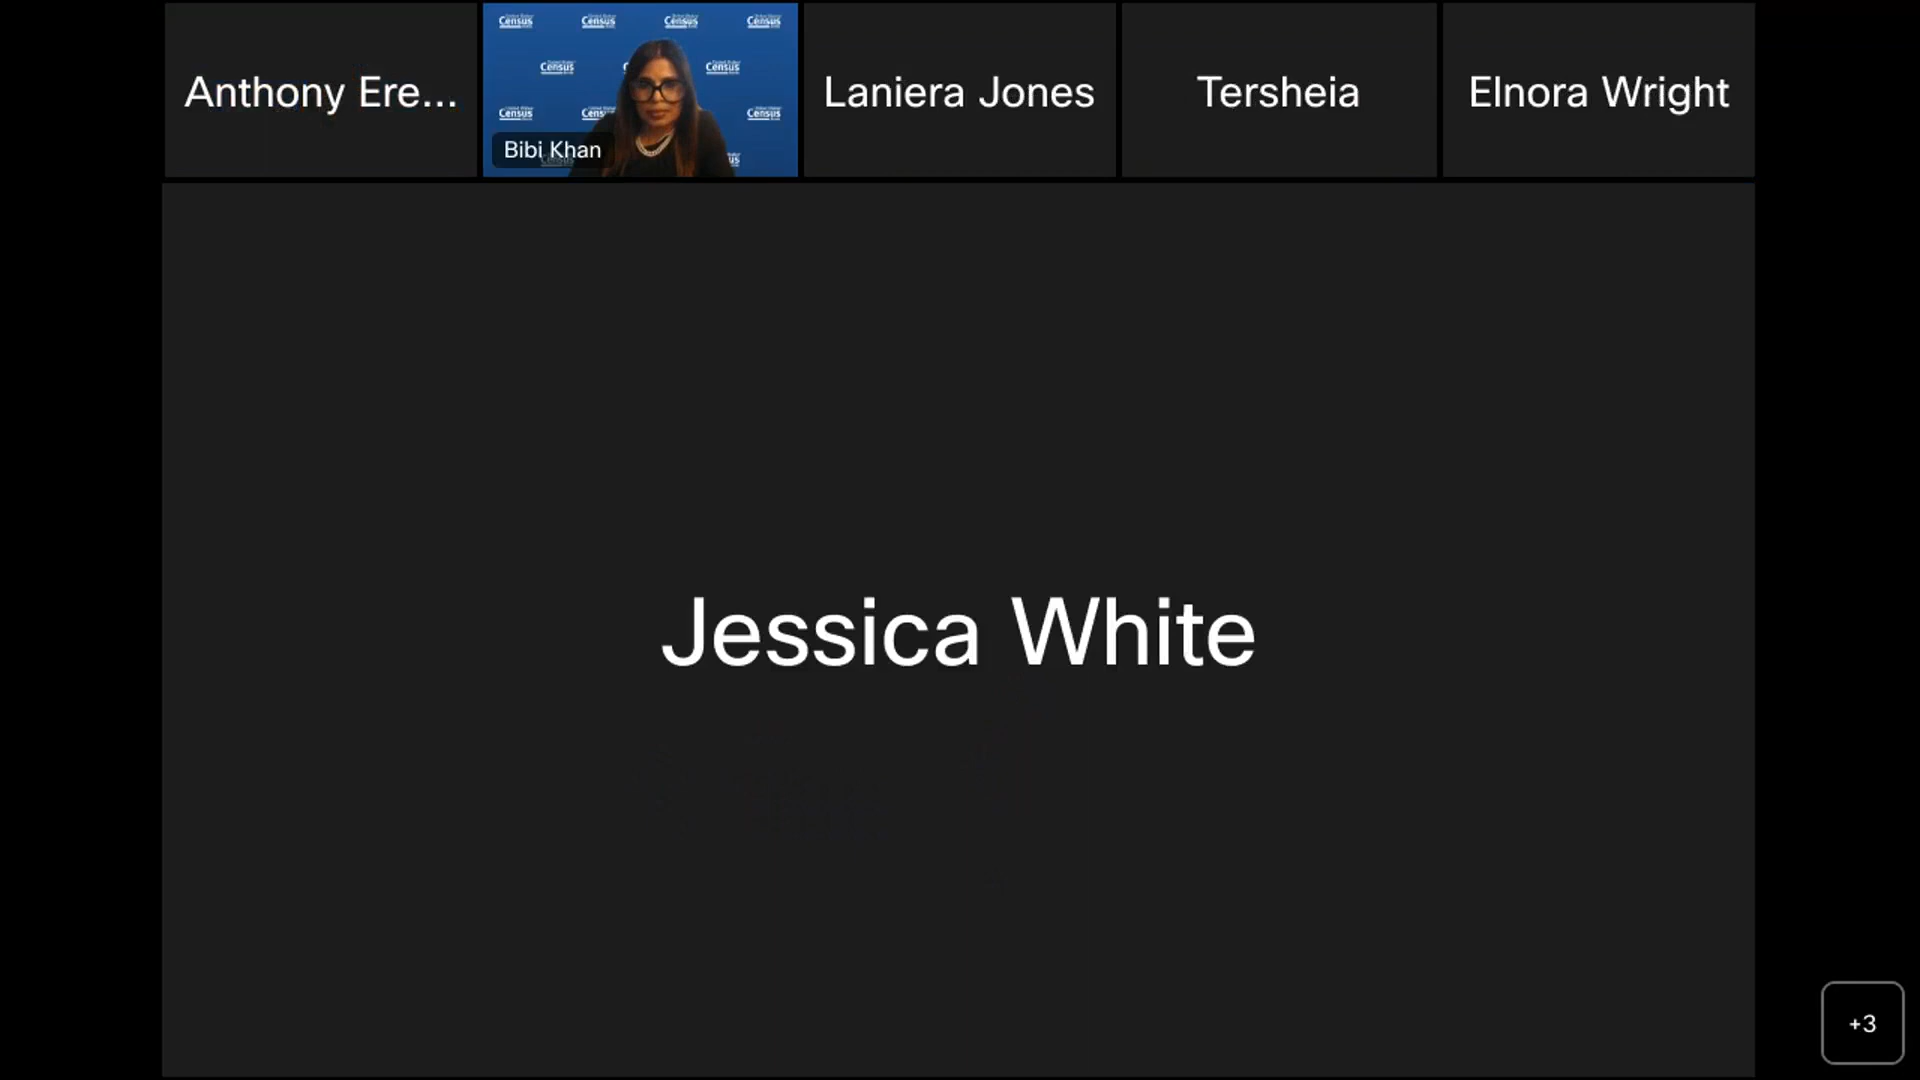 Anthony Ere...
Census
Census
Census
Census
Census
Census
Census
Census
Bibi Khan
Laniera Jones
Tersheia
Elnora Wright
Jessica White
+3